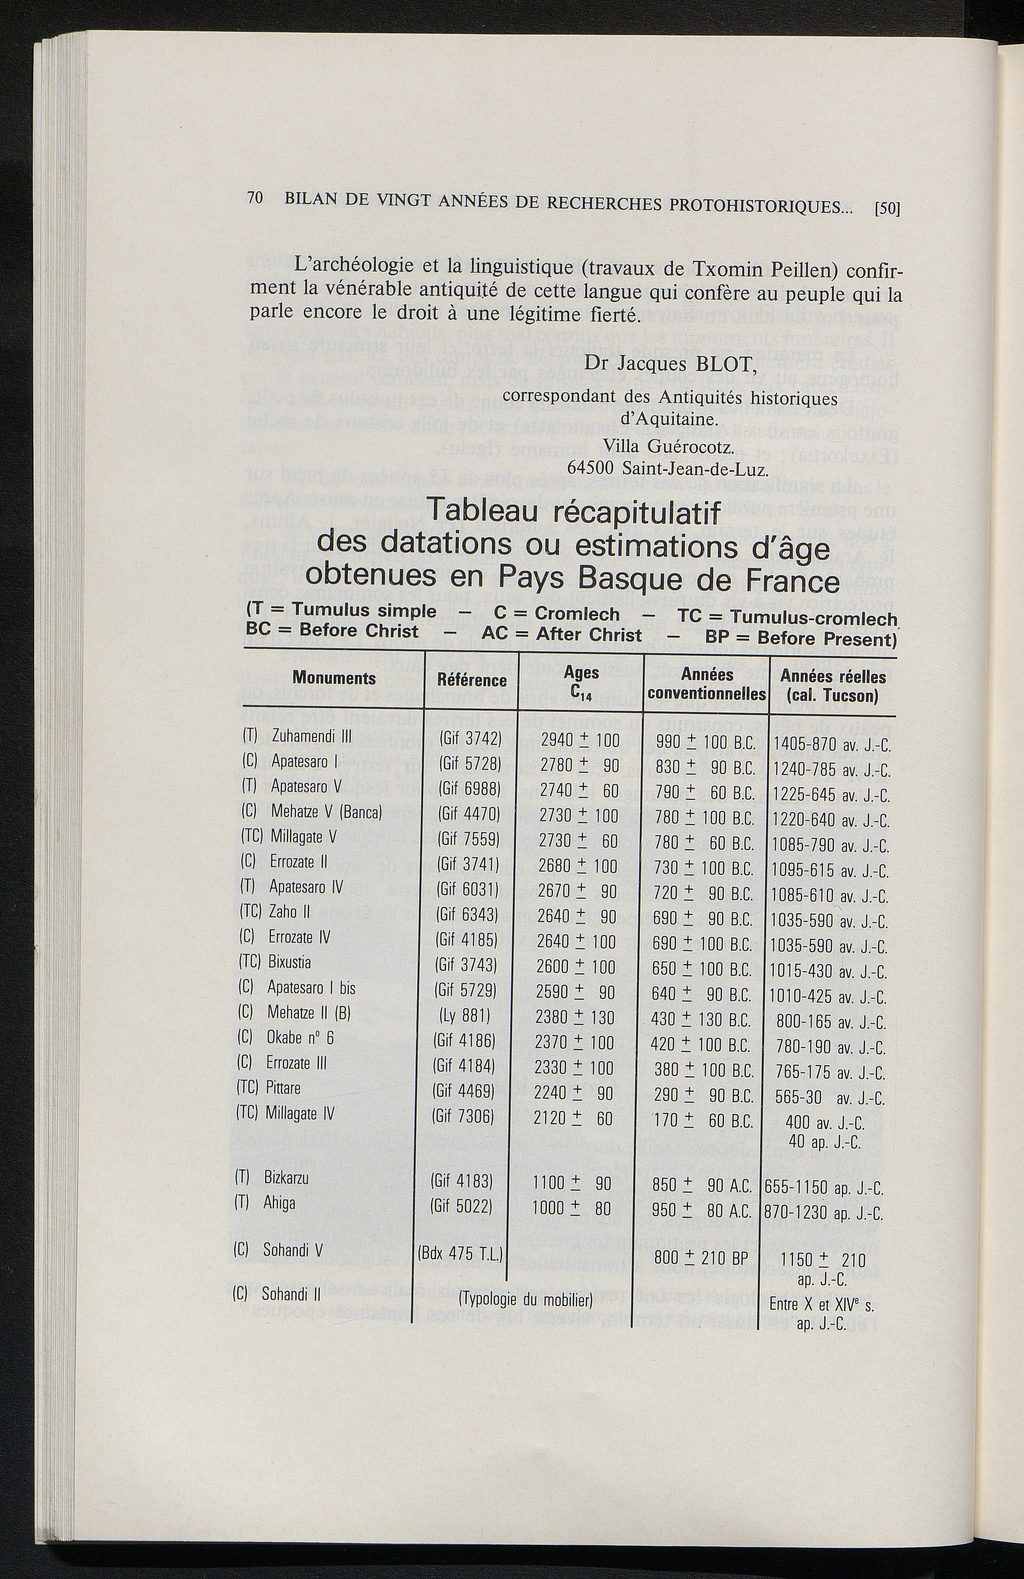 70 BILAN DE VINGT ANNÉES DE RECHERCHES PROTOHISTORIQUES... [50]
L'archéologie et la linguistique (travaux de Txomin Peillen) confir-
ment la vénérable antiquité de cette langue qui confère au peuple qui la
parle encore le droit à une légitime fierté.
Dr Jacques BLOT,
correspondant des Antiquités historiques
d'Aquitaine.
Villa Guérocotz.
64500 Saint-Jean-de-Luz.
Tableau récapitulatif
des datations ou estimations d'âge
obtenues en Pays Basque de France
(T = Tumulus simple — C = Cromlech — TC = Tumulus-cromlech
BC = Before Christ — AC = After Christ — BP = Before Present)
Monuments Référence Ages C14 Années conventionnelles Années réelles (cal. Tucson)
(T) Zuhamendi III (Gif 3742) 2940 ± 100 990 ± 100 B.C. 1405-870 av. J.-C.
(C) Apatesaro I (Gif 5728) 2780 ± 90 830 ± 90 B.C. 1240-785 av. J.-C.
(T) Apatesaro V (Gif 6988) 2740 ± 60 790 ± 60 B.C. 1225-645 av. J.-C.
(C) Mehatze V (Banca) (Gif 4470) 2730 ± 100 780 ± 100 B.C. 1220-640 av. J.-C.
(TC) Millagate V (Gif 7559) 2730 ± 60 780 ± 60 B.C. 1085-790 av. J.-C.
(C) Errozate II (Gif 3741) 2680 ± 100 730 ± 100 B.C. 1095-615 av. J.-C.
(T) Apatesaro IV (Gif 6031) 2670 ± 90 720 ± 90 B.C. 1085-610 av. J.-C.
(TC) Zaho II (Gif 6343) 2640 ± 90 690 ± 90 B.C. 1035-590 av. J.-C.
(C) Errozate IV (Gif 4185) 2640 ± 100 690 ± 100 B.C. 1035-590 av. J.-C.
(TC) Bixustia (Gif 3743) 2600 ± 100 650 ± 100 B.C. 1015-430 av. J.-C.
(C) Apatesaro I bis (Gif 5729) 2590 ± 90 640 ± 90 B.C. 1010-425 av. J.-C.
(C) Mehatze II (B) (Ly 881) 2380 ± 130 430 ± 130 B.C. 800-165 av. J.-C.
(C) Okabe n° 6 (Gif 4186) 2370 ± 100 420 ± 100 B.C. 780-190 av. J.-C.
(C) Errozate III (Gif 4184) 2330 ± 100 380 ± 100 B.C. 765-175 av. J.-C.
(TC) Pittare (Gif 4469) 2240 ± 90 290 ± 90 B.C. 565-30 av. J.-C.
(TC) Millagate IV (Gif 7306) 2120 ± 60 170 ± 60 B.C. 400 av. J.-C.
40 ap. J.-C.
(T) Bizkarzu (Gif 4183) 1100 ± 90 850 ± 90 A.C. 655-1150 ap. J.-C.
(T) Ahiga (Gif 5022) 1000 ± 80 950 ± 80 A.C. 870-1230 ap. J.-C.
(C) Sohandi V (Bdx 475 T.L.) 800 ± 210 BP 1150 ± 210
ap. J.-C.
(C) Sohandi II (Typologie du mobilier) Entre X et XIVe s.
ap. J.-C.